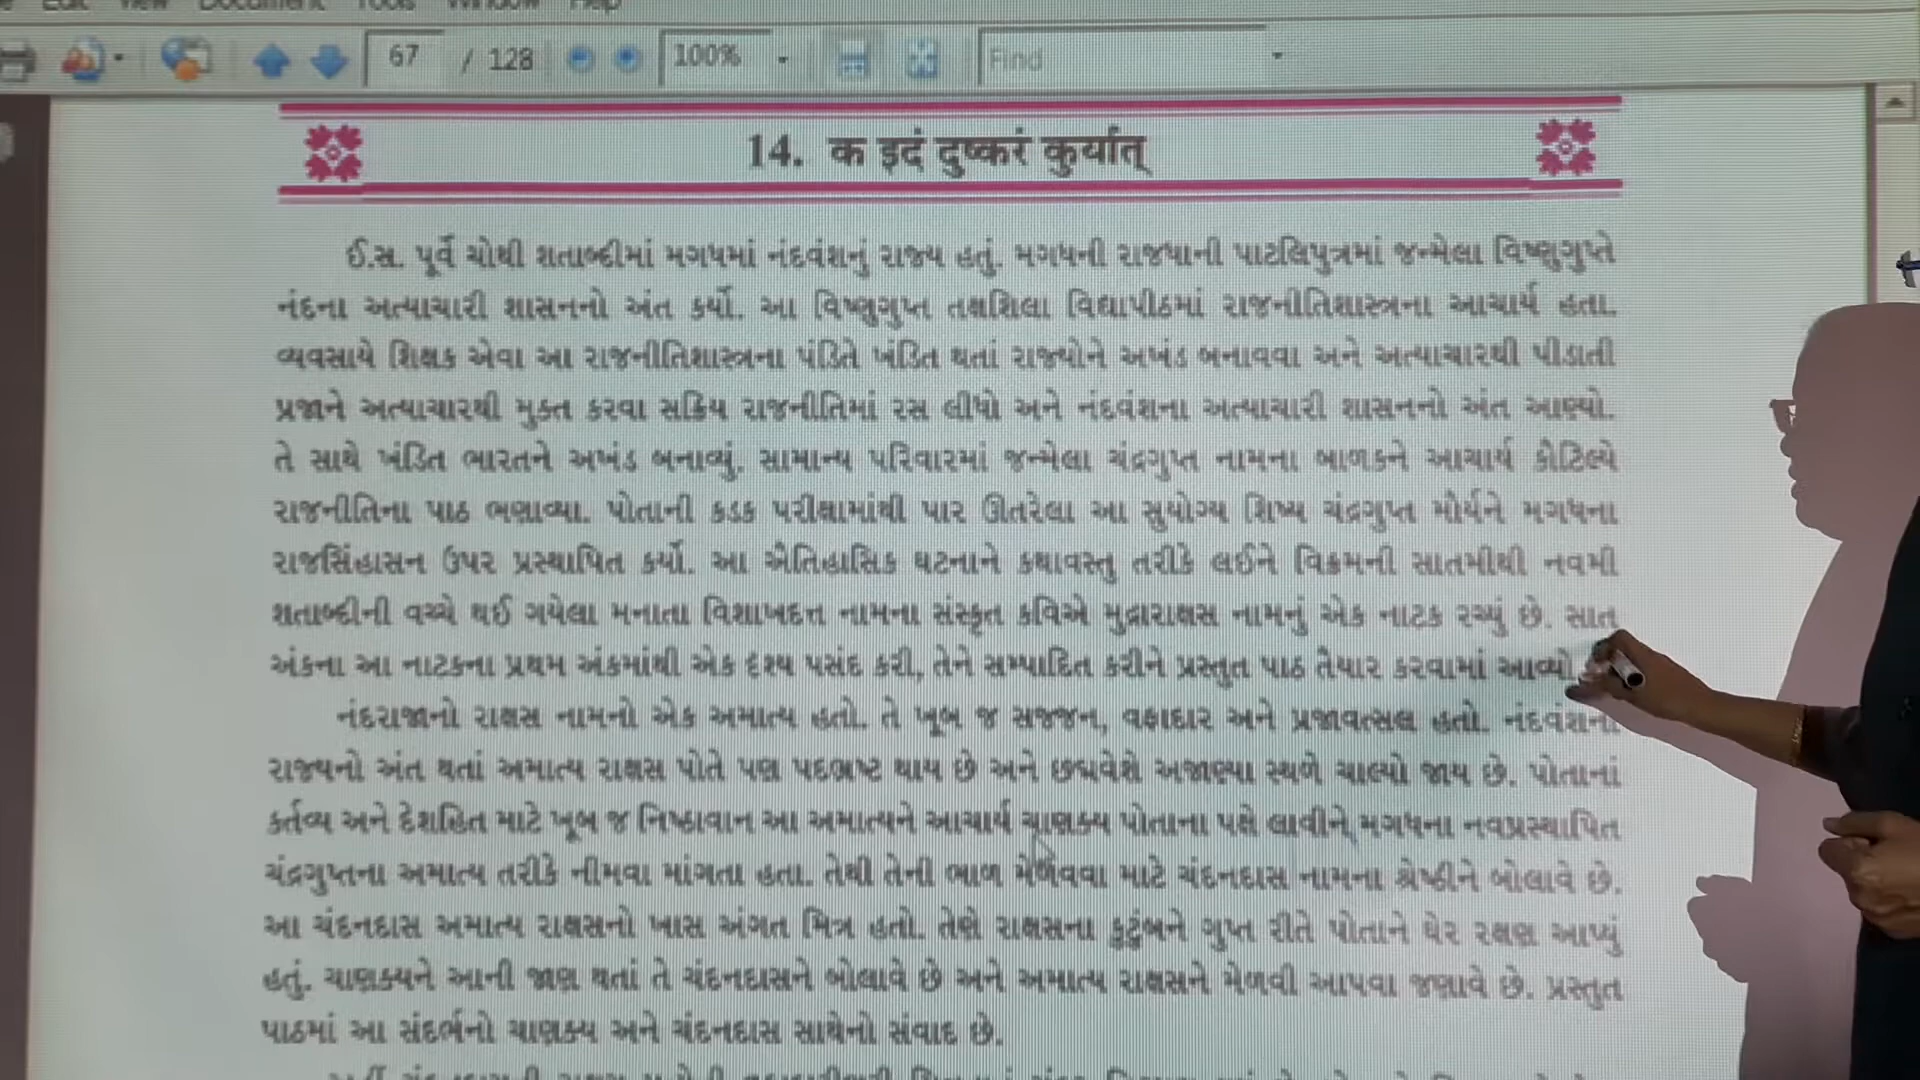 Edit View Document Tools Window Help
67 / 128 100% Find
14. क इदं दुष्करं कुर्यात्
ઈ.સ. પૂર્વે ચોથી શતાબ્દીમાં મગધમાં નંદવંશનું રાજ્ય હતું. મગધની રાજધાની પાટલિપુત્રમાં જન્મેલા વિષ્ણુગુપ્તે
નંદના અત્યાચારી શાસનનો અંત કર્યો. આ વિષ્ણુગુપ્ત તક્ષશિલા વિદ્યાપીઠમાં રાજનીતિશાસ્ત્રના આચાર્ય હતા.
વ્યવસાયે શિક્ષક એવા આ રાજનીતિશાસ્ત્રના પંડિતે ખંડિત થતાં રાજ્યોને અખંડ બનાવવા અને અત્યાચારથી પીડાતી
પ્રજાને અત્યાચારથી મુક્ત કરવા સક્રિય રાજનીતિમાં રસ લીધો અને નંદવંશના અત્યાચારી શાસનનો અંત આણ્યો.
તે સાથે ખંડિત ભારતને અખંડ બનાવ્યું. સામાન્ય પરિવારમાં જન્મેલા ચંદ્રગુપ્ત નામના બાળકને આચાર્ય કૌટિલ્યે
રાજનીતિના પાઠ ભણાવ્યા. પોતાની કડક પરીક્ષામાંથી પાર ઊતરેલા આ સુયોગ્ય શિષ્ય ચંદ્રગુપ્ત મૌર્યને મગધના
રાજસિંહાસન ઉપર પ્રસ્થાપિત કર્યો. આ ઐતિહાસિક ઘટનાને કથાવસ્તુ તરીકે લઈને વિક્રમની સાતમીથી નવમી
શતાબ્દીની વચ્ચે થઈ ગયેલા મનાતા વિશાખદત્ત નામના સંસ્કૃત કવિએ મુદ્રારાક્ષસ નામનું એક નાટક રચ્યું છે. સાત
અંકના આ નાટકના પ્રથમ અંકમાંથી એક દૃશ્ય પસંદ કરી, તેને સમ્પાદિત કરીને પ્રસ્તુત પાઠ તૈયાર કરવામાં આવ્યો
નંદરાજાનો રાક્ષસ નામનો એક અમાત્ય હતો. તે ખૂબ જ સજ્જન, વફાદાર અને પ્રજાવત્સલ હતો. નંદવંશના
રાજ્યનો અંત થતાં અમાત્ય રાક્ષસ પોતે પણ પદભ્રષ્ટ થાય છે અને છદ્મવેશે અજાણ્યા સ્થળે ચાલ્યો જાય છે. પોતાનાં
કર્તવ્ય અને દેશહિત માટે ખૂબ જ નિષ્ઠાવાન આ અમાત્યને આચાર્ય ચાણક્ય પોતાના પક્ષે લાવીને મગધના નવપ્રસ્થાપિત
ચંદ્રગુપ્તના અમાત્ય તરીકે નીમવા માંગતા હતા. તેથી તેની ભાળ મેળવવા માટે ચંદનદાસ નામના શ્રેષ્ઠીને બોલાવે છે.
આ ચંદનદાસ અમાત્ય રાક્ષસનો ખાસ અંગત મિત્ર હતો. તેણે રાક્ષસના કુટુંબને ગુપ્ત રીતે પોતાને ઘેર રક્ષણ આપ્યું
હતું. ચાણક્યને આની જાણ થતાં તે ચંદનદાસને બોલાવે છે અને અમાત્ય રાક્ષસને મેળવી આપવા જણાવે છે. પ્રસ્તુત
પાઠમાં આ સંદર્ભનો ચાણક્ય અને ચંદનદાસ સાથેનો સંવાદ છે.